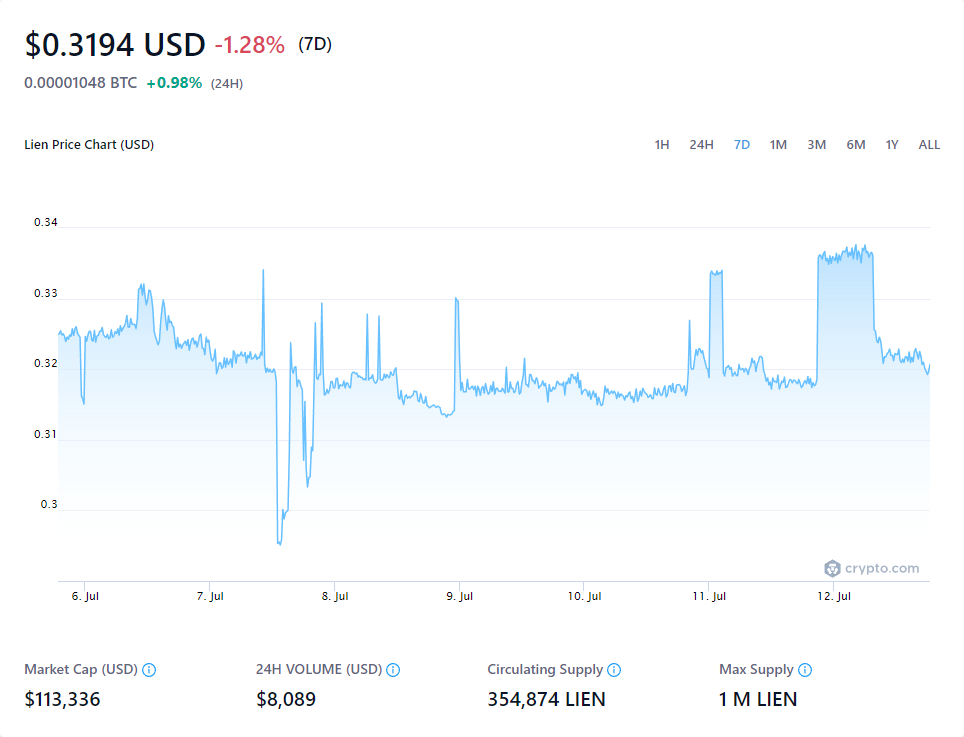 $0.3194 USD -1.28% (7D)
0.00001048 BTC +0.98% (24H)
Lien Price Chart (USD)
1H 24H 7D 1M 3M 6M 1Y ALL
0.34
0.33
0.32
0.31
0.3
crypto.com
6. Jul 7. Jul 8. Jul 9. Jul 10. Jul 11. Jul 12. Jul
Market Cap (USD) 24H VOLUME (USD) Circulating Supply Max Supply
$113,336 $8,089 354,874 LIEN 1 M LIEN